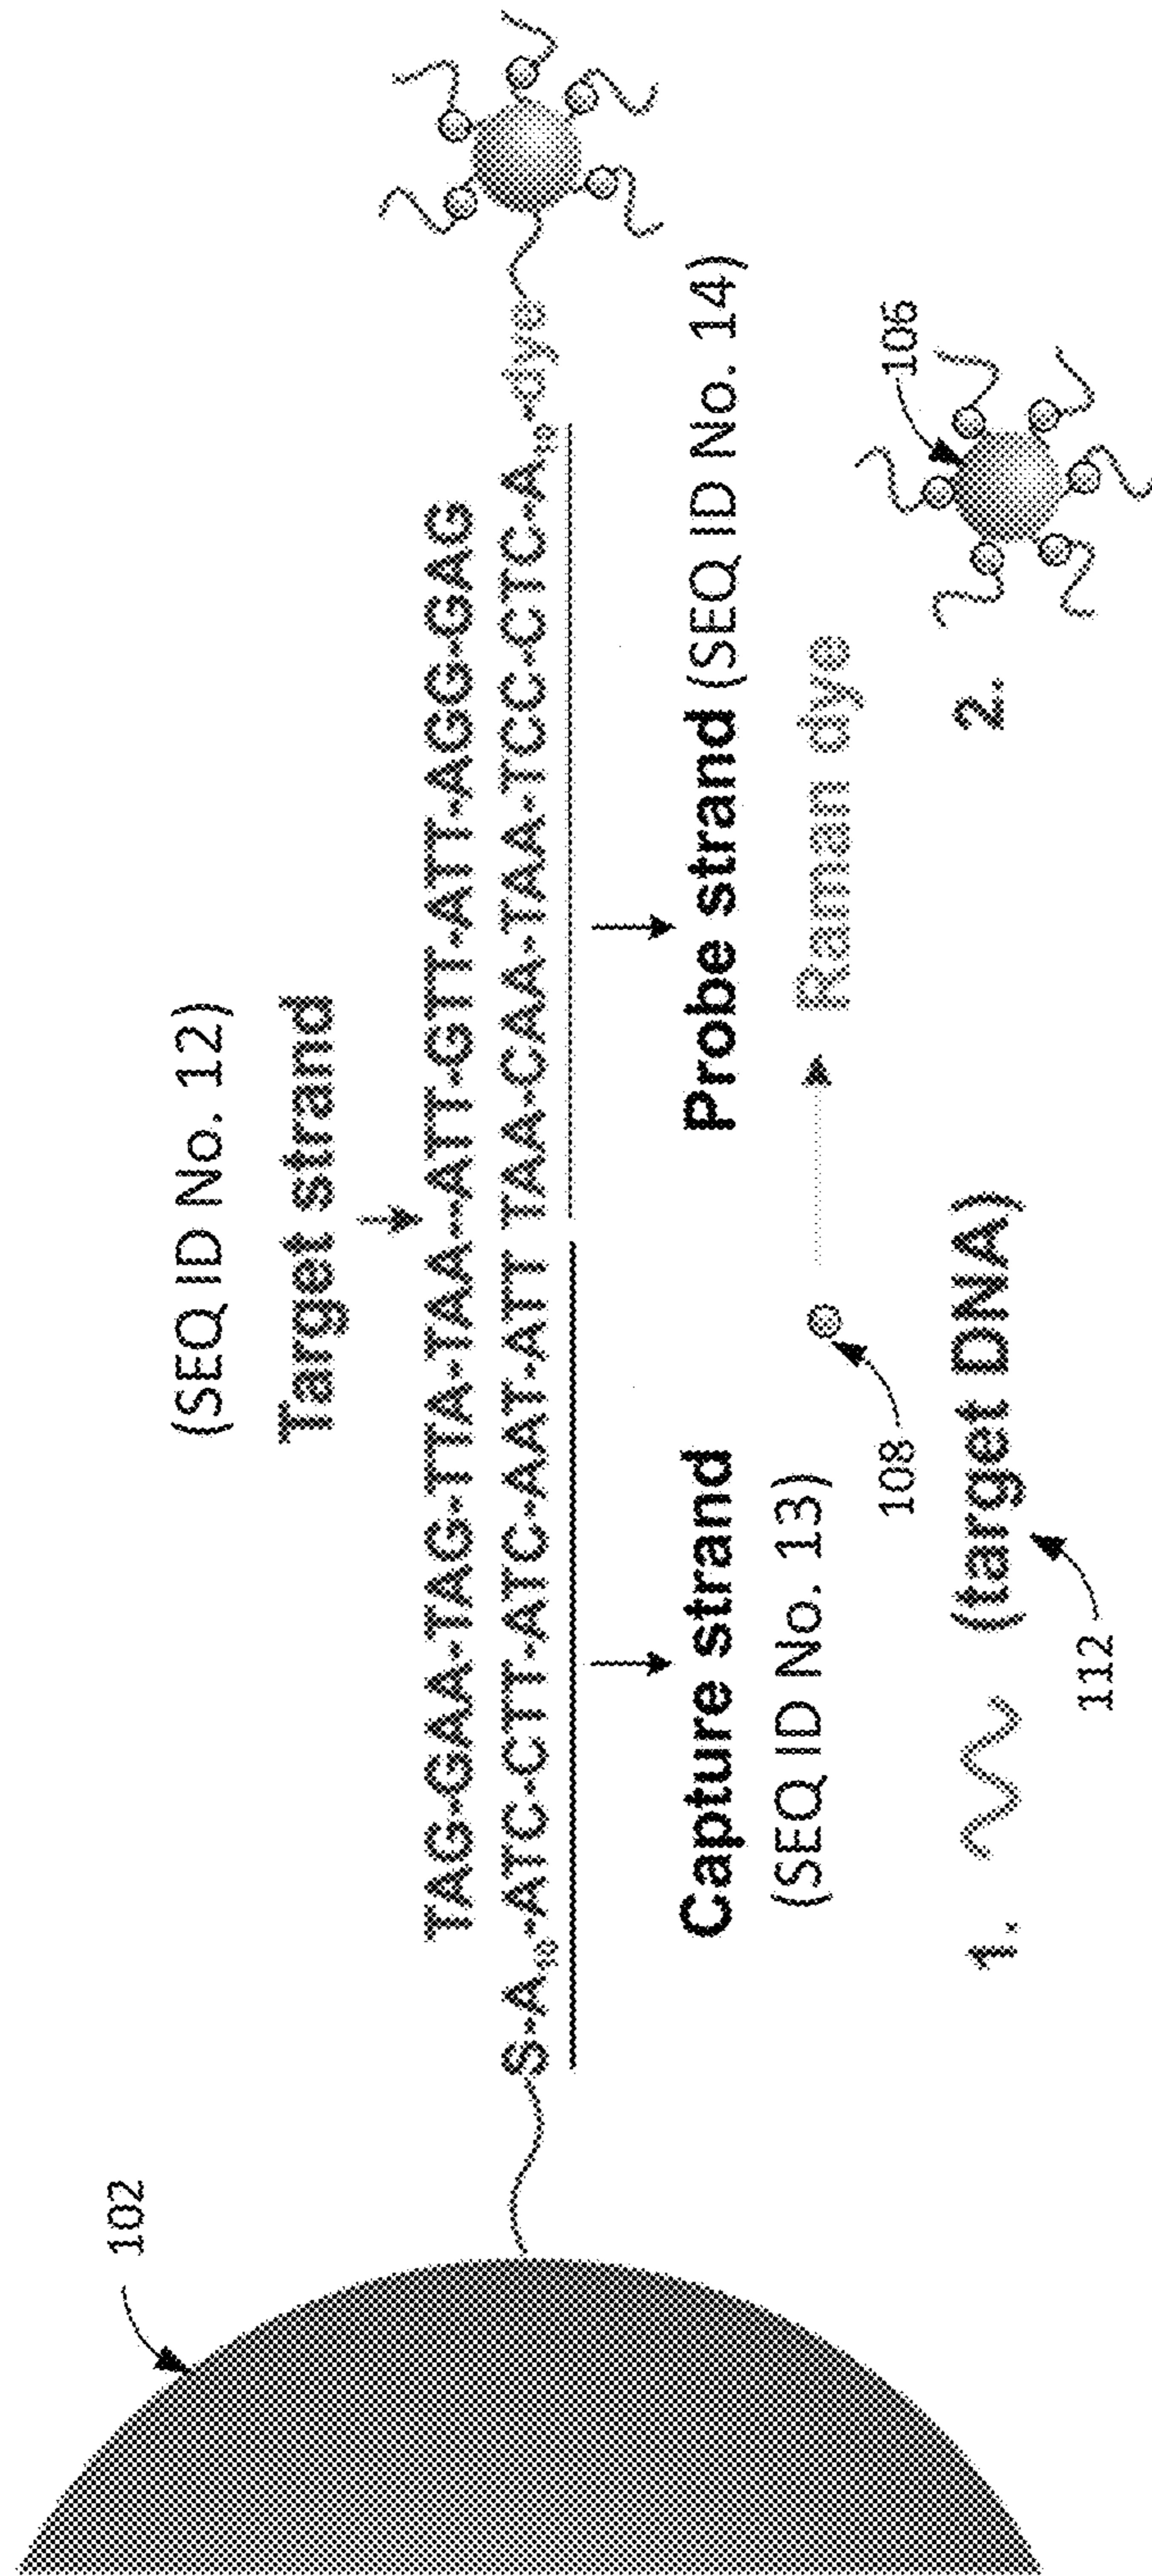 102
(SEQ ID No. 12)
Target strand
TAG-GAA-TAG-TTA-TAA-ATT-GTT-ATT-AGG-GAG
S-A10-ATC-CTT-ATC-AAT-ATT TAA-CAA-TAA-TCC-CTC-A10-dye
Capture strand
(SEQ ID No. 13)
Probe strand (SEQ ID No. 14)
108
Raman dye
1.
(target DNA)
112
2.
106